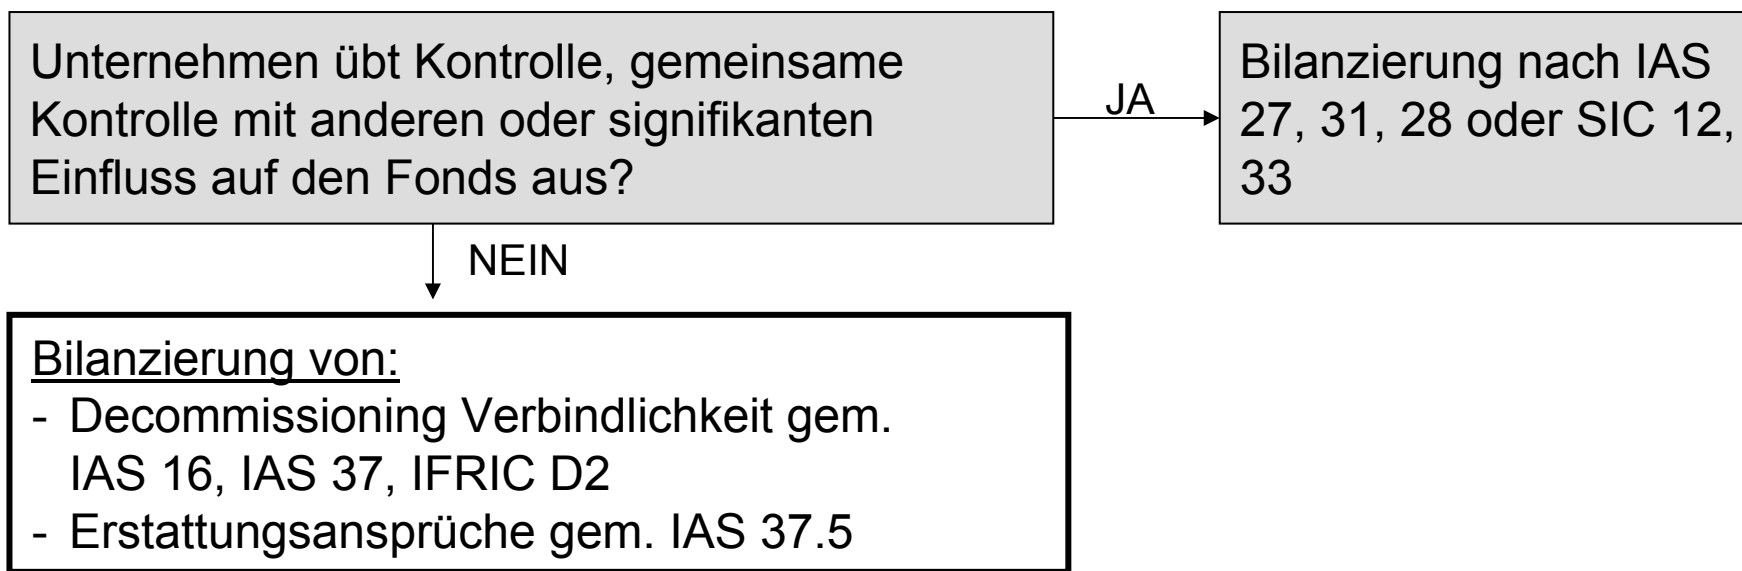 Unternehmen übt Kontrolle, gemeinsame
Kontrolle mit anderen oder signifikanten
Einfluss auf den Fonds aus?
JA
Bilanzierung nach IAS
27, 31, 28 oder SIC 12,
33
NEIN
Bilanzierung von:
- Decommissioning Verbindlichkeit gem.
IAS 16, IAS 37, IFRIC D2
- Erstattungsansprüche gem. IAS 37.5